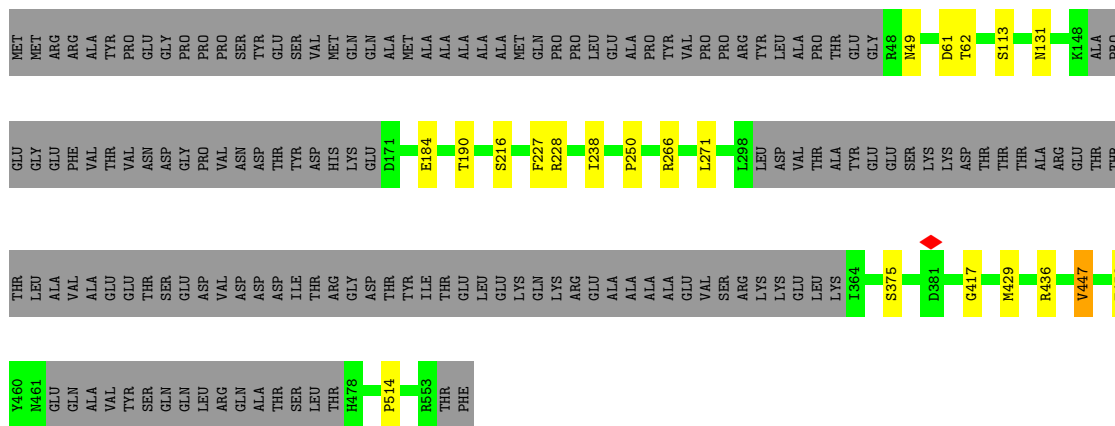 MET MET ARG ARG ALA TYR PRO GLU GLY PRO PRO PRO SER TYR GLU SER VAL MET GLN GLN ALA MET ALA ALA ALA ALA ALA MET GLN PRO PRO LEU GLU ALA PRO TYR VAL PRO PRO ARG TYR LEU ALA PRO THR GLU GLY R48 N49 D61 T62 S113 N131 K148 ALA PRO
GLU GLY GLU PHE VAL THR VAL ASN ASP GLY PRO VAL ASN ASP THR TYR ASP HIS LYS GLU D171 E184 T190 S216 F227 R228 I238 P250 R266 L271 L298 LEU ASP VAL THR ALA TYR GLU GLU SER LYS LYS ASP THR THR THR ALA ARG GLU THR THR
THR LEU ALA VAL ALA GLU GLU THR SER GLU ASP VAL ASP ASP ASP ILE THR ARG GLY ASP THR TYR ILE THR GLU LEU GLU LYS GLN LYS ARG GLU ALA ALA ALA ALA GLU VAL SER ARG LYS LYS GLU LEU LYS I364 S375 D381 G417 M429 R436 V447
Y460 N461 GLU GLN ALA VAL TYR SER GLN GLN LEU ARG GLN ALA THR SER LEU THR H478 P514 R553 THR PHE